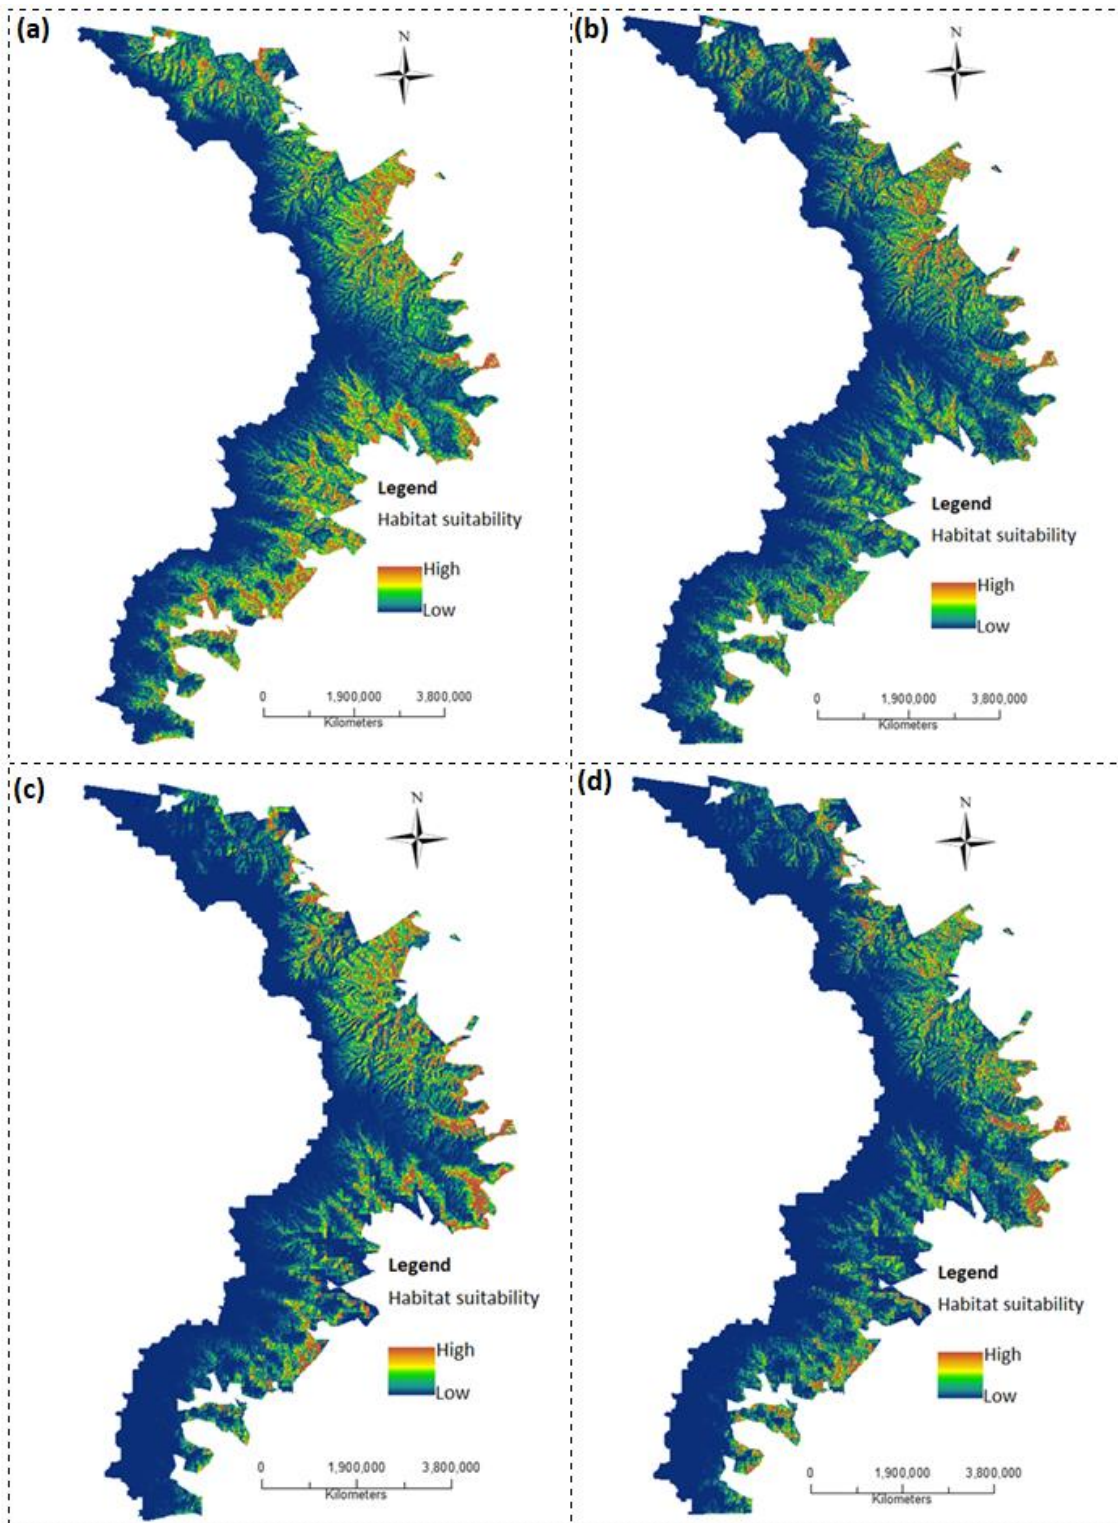 (a)
N
Legend
Habitat suitability
High
Low
0 1,900,000 3,800,000
Kilometers
(b)
N
Legend
Habitat suitability
High
Low
0 1,900,000 3,800,000
Kilometers
(c)
N
Legend
Habitat suitability
High
Low
0 1,900,000 3,800,000
Kilometers
(d)
N
Legend
Habitat suitability
High
Low
0 1,900,000 3,800,000
Kilometers